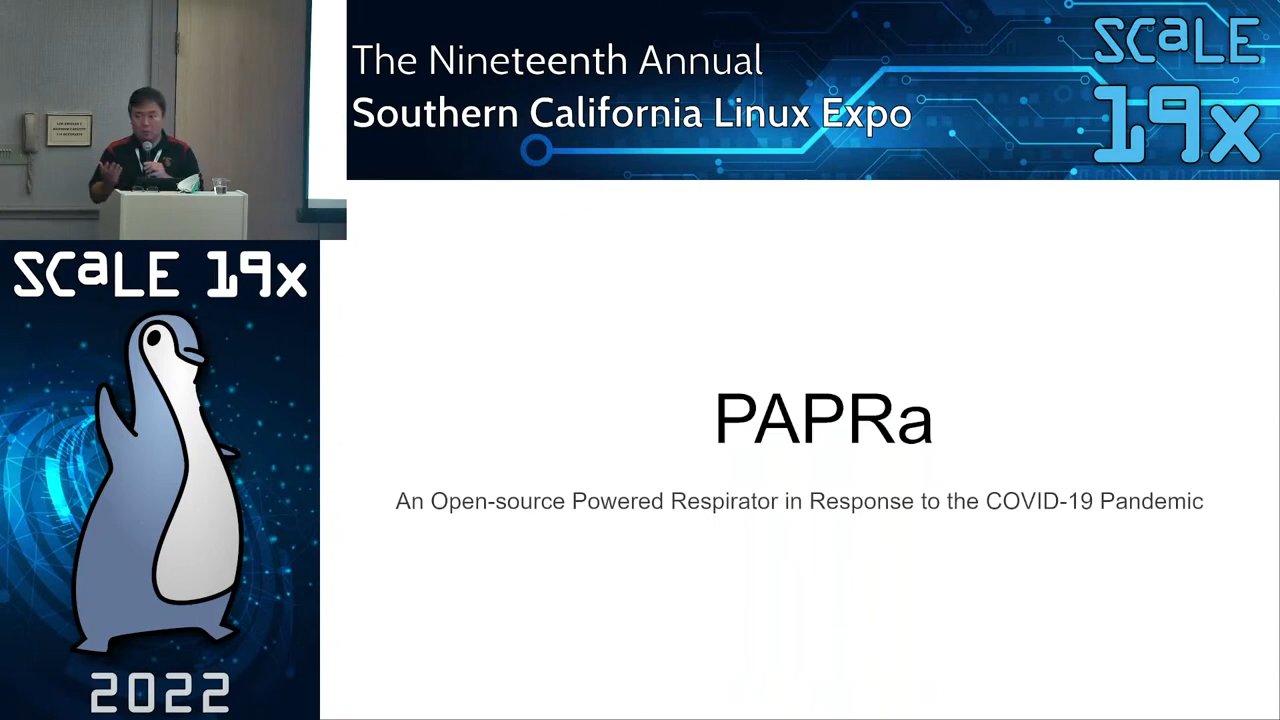 The Nineteenth Annual
Southern California Linux Expo
SCaLE
19x
SCaLE 19x
2022
PAPRa
An Open-source Powered Respirator in Response to the COVID-19 Pandemic